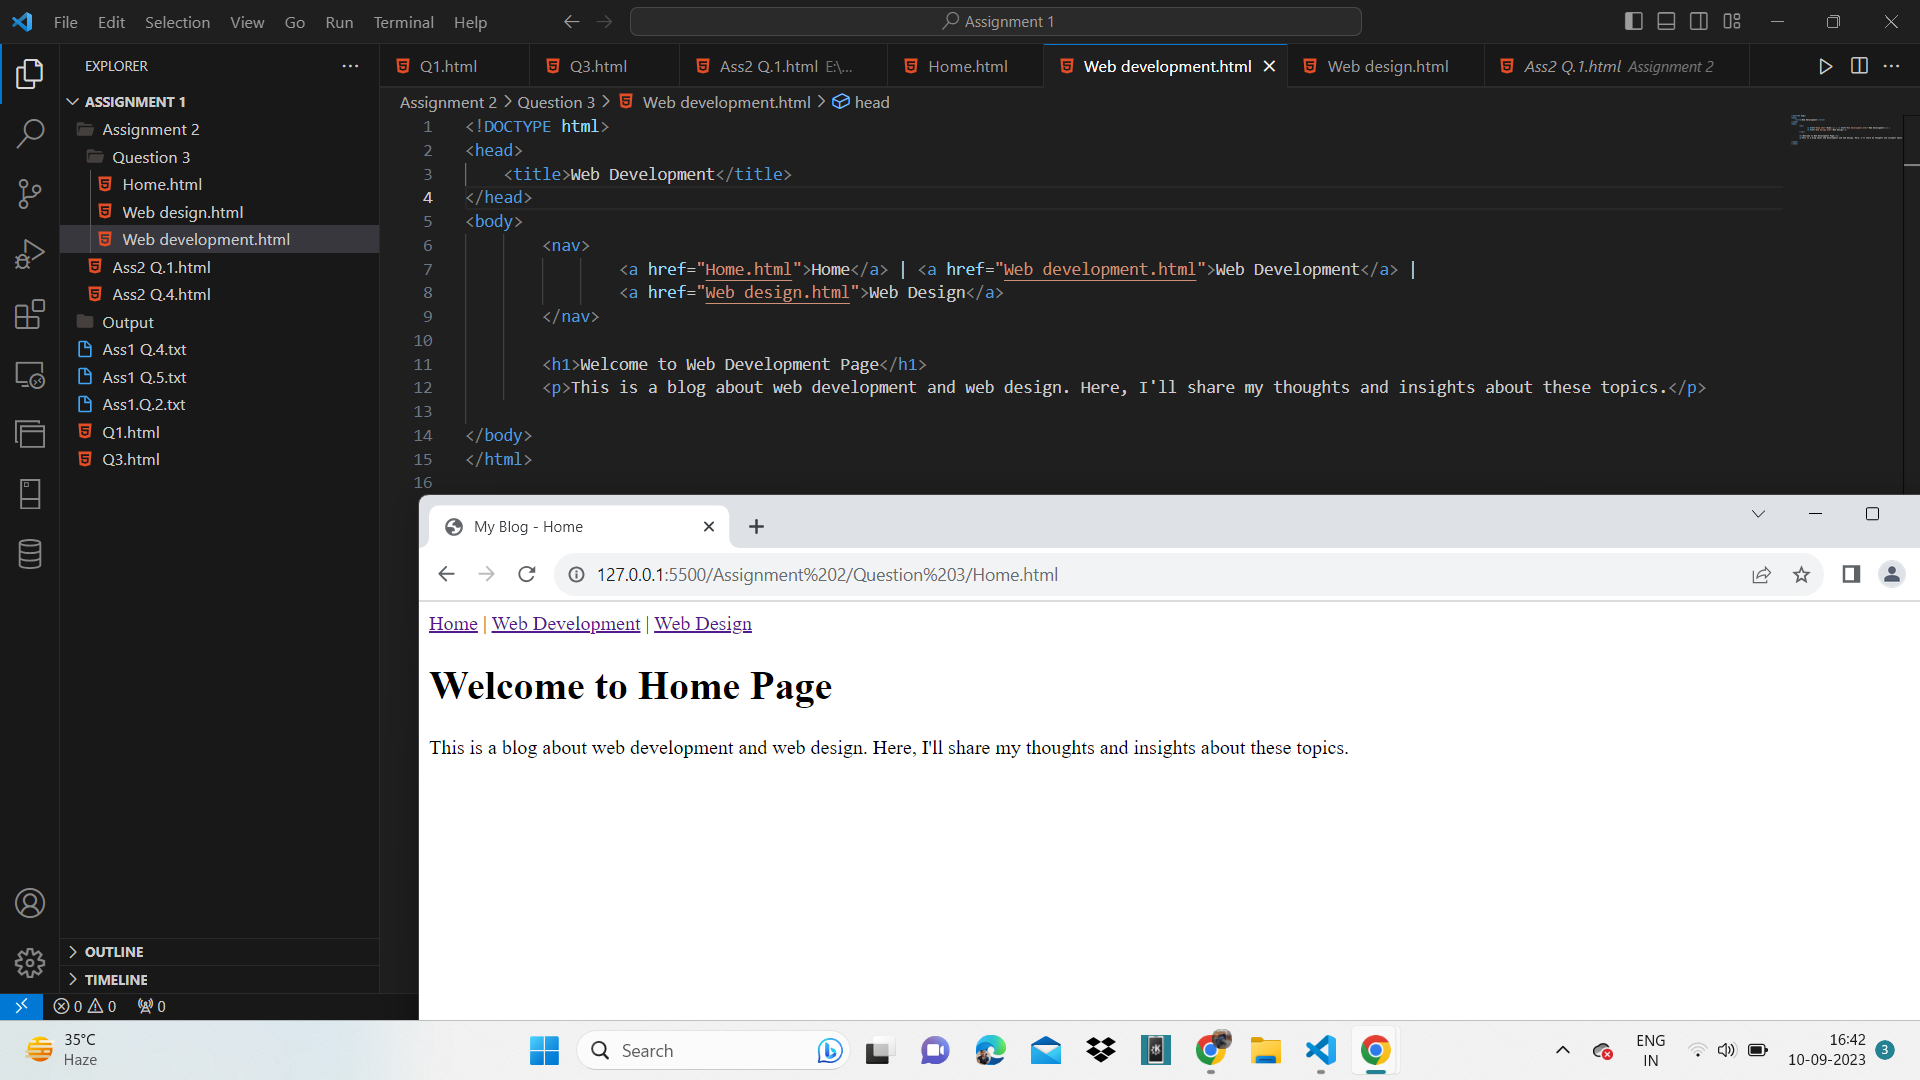 File Edit Selection View Go Run Terminal Help
Assignment 1
EXPLORER
ASSIGNMENT 1
Assignment 2
Question 3
Home.html
Web design.html
Web development.html
Ass2 Q.1.html
Ass2 Q.4.html
Output
Ass1 Q.4.txt
Ass1 Q.5.txt
Ass1.Q.2.txt
Q1.html
Q3.html
OUTLINE
TIMELINE
0 0 0
Q1.html Q3.html Ass2 Q.1.html E:\... Home.html Web development.html Web design.html Ass2 Q.1.html Assignment 2
Assignment 2 > Question 3 > Web development.html > head
1 <!DOCTYPE html>
2 <head>
3 <title>Web Development</title>
4 </head>
5 <body>
6 <nav>
7 <a href="Home.html">Home</a> | <a href="Web development.html">Web Development</a> |
8 <a href="Web design.html">Web Design</a>
9 </nav>
10
11 <h1>Welcome to Web Development Page</h1>
12 <p>This is a blog about web development and web design. Here, I'll share my thoughts and insights about these topics.</p>
13
14 </body>
15 </html>
16
My Blog - Home
127.0.0.1:5500/Assignment%202/Question%203/Home.html
Home | Web Development | Web Design
Welcome to Home Page
This is a blog about web development and web design. Here, I'll share my thoughts and insights about these topics.
35°C
Haze
Search
ENG
IN
16:42
10-09-2023
3